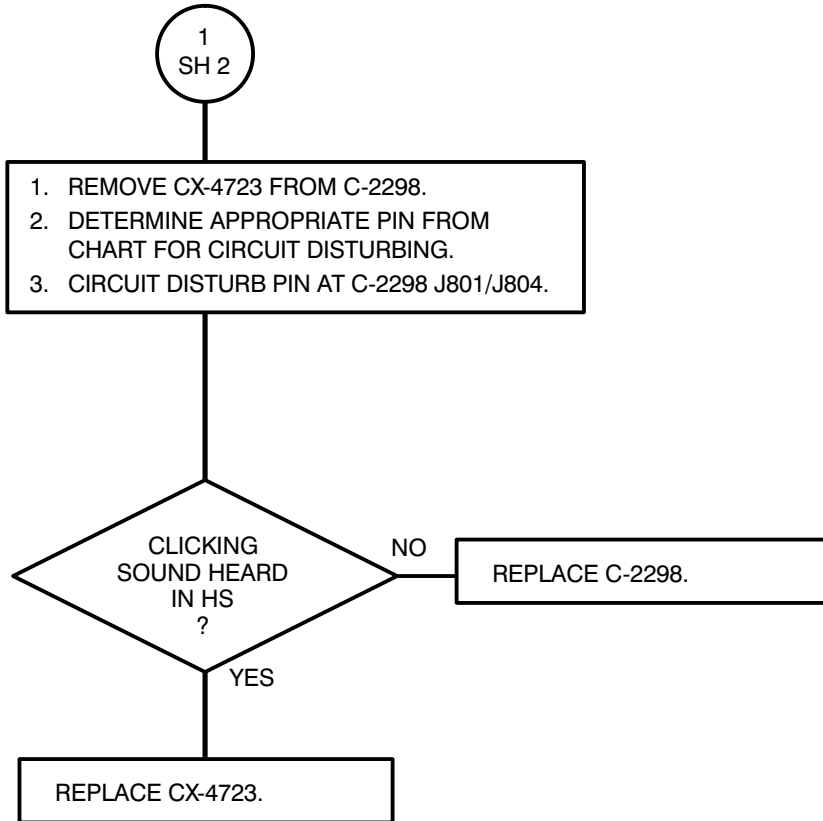 1
SH 2
1. REMOVE CX-4723 FROM C-2298.
2. DETERMINE APPROPRIATE PIN FROM
CHART FOR CIRCUIT DISTURBING.
3. CIRCUIT DISTURB PIN AT C-2298 J801/J804.
CLICKING
SOUND HEARD
IN HS
?
NO
REPLACE C-2298.
YES
REPLACE CX-4723.